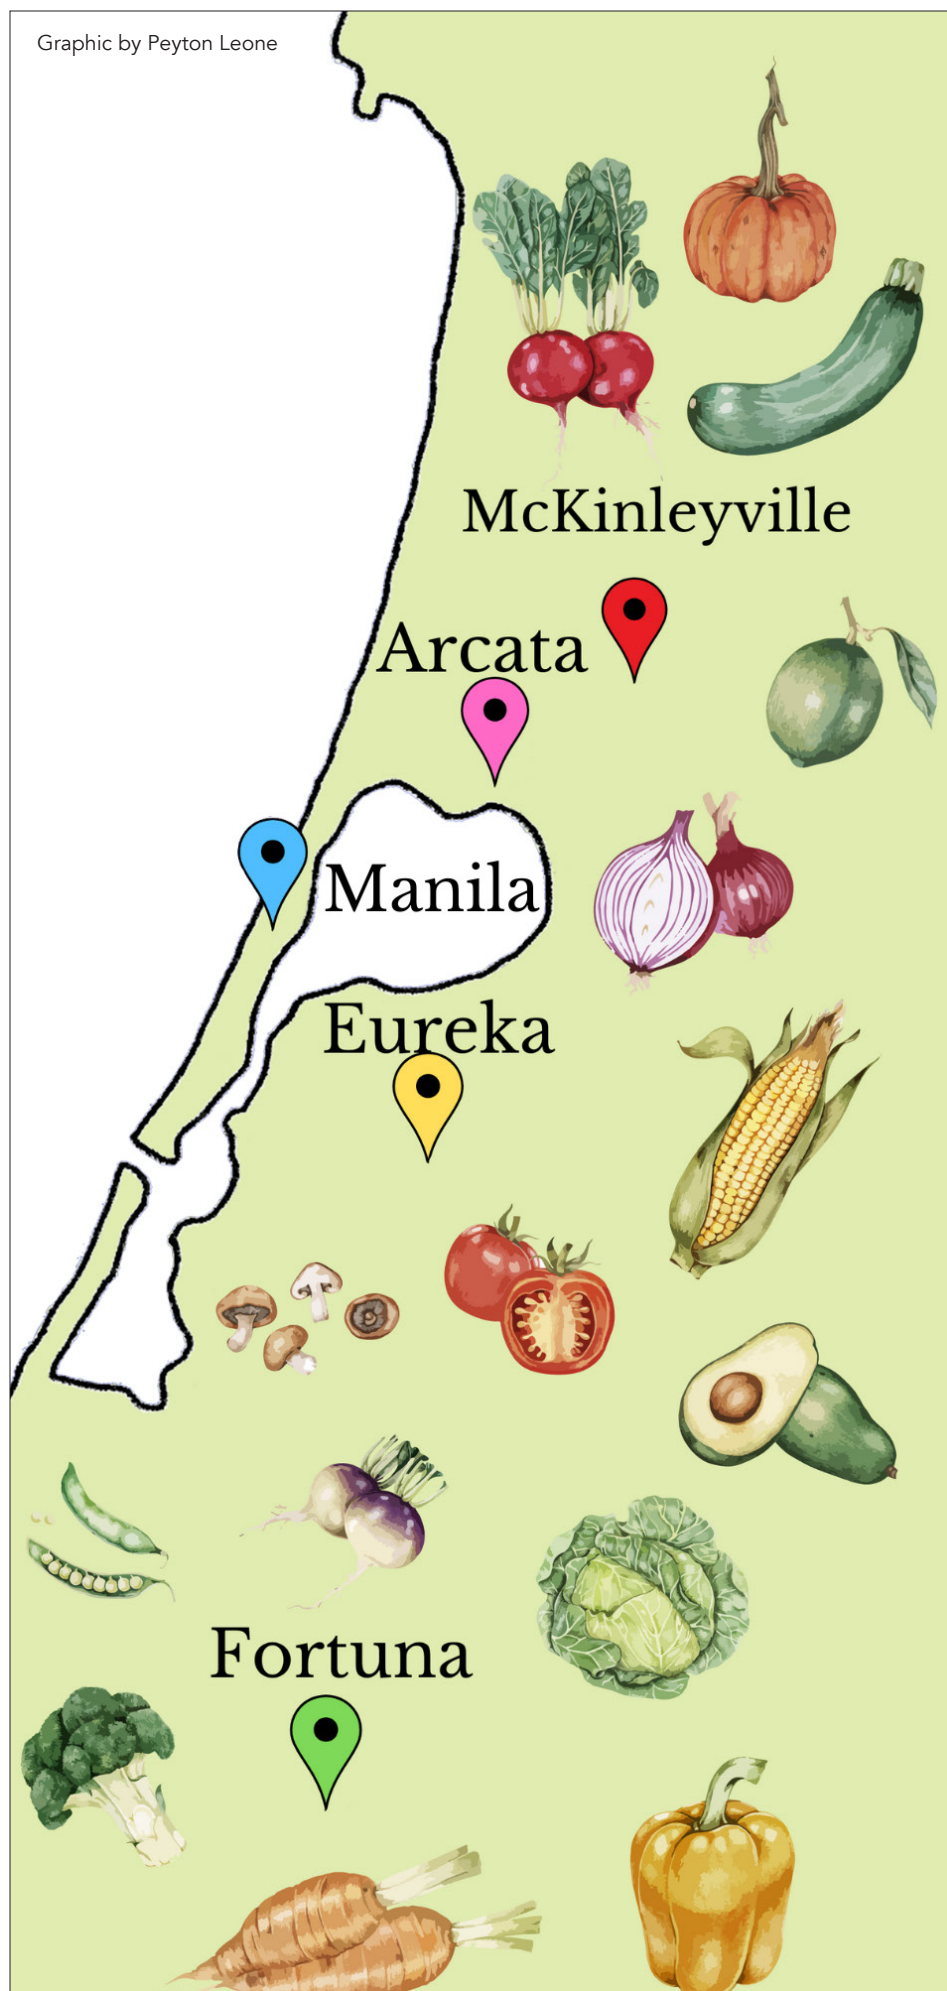 Graphic by Peyton Leone
McKinleyville
Arcata
Manila
Eureka
Fortuna